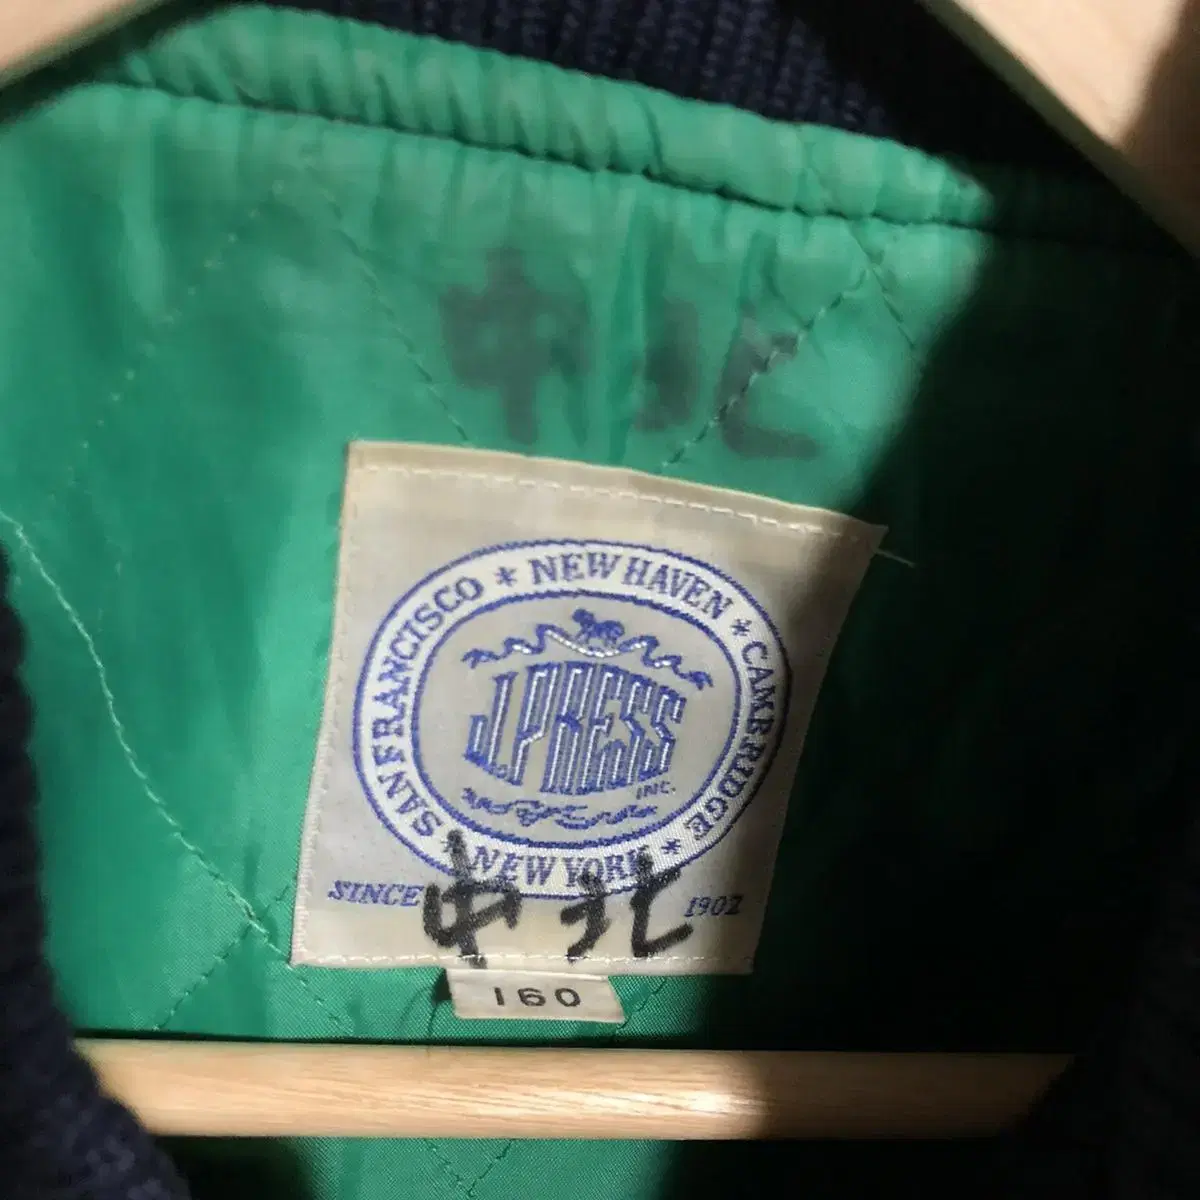 中北
SAN FRANCISCO * NEW HAVEN * CAMBRIDGE * NEW YORK *
J.PRESS
INC.
SINCE 1902
中北
160